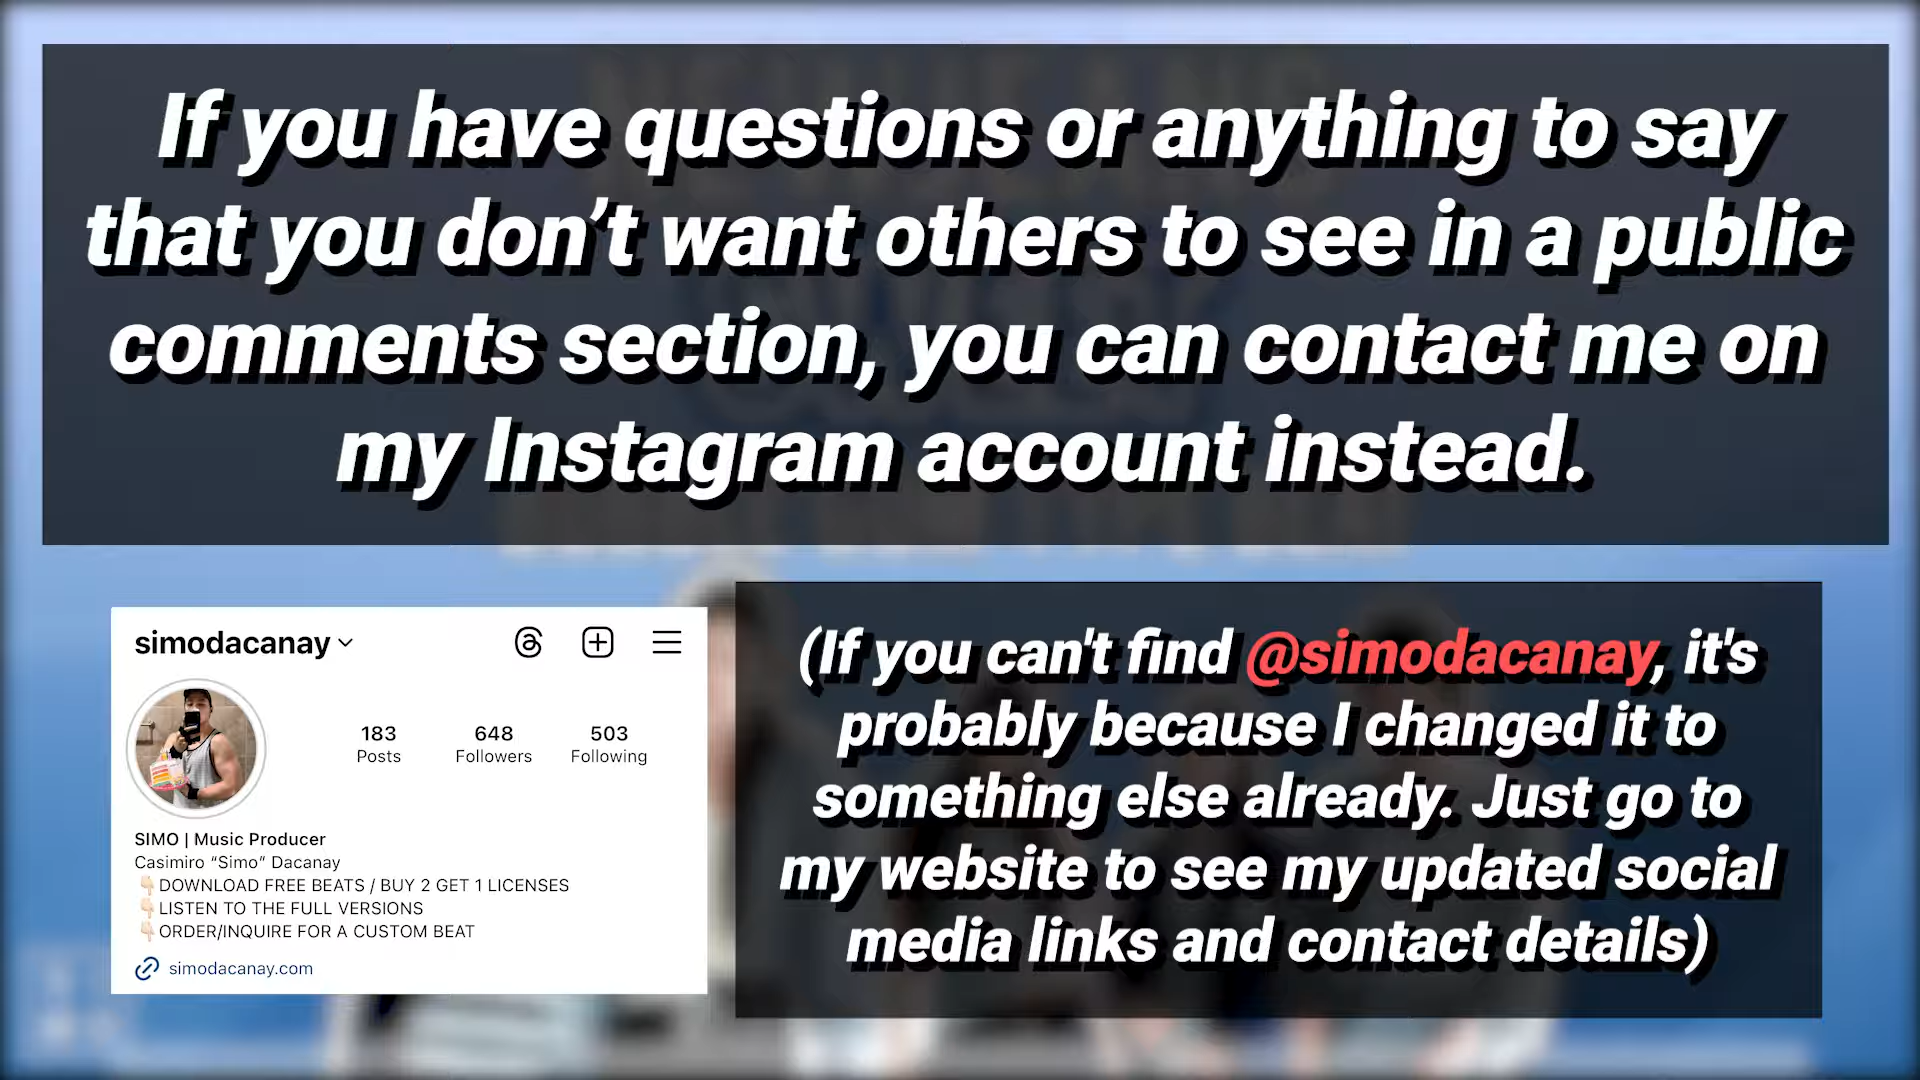 If you have questions or anything to say
that you don’t want others to see in a public
comments section, you can contact me on
my Instagram account instead.
simodacanay
183
Posts
648
Followers
503
Following
SIMO | Music Producer
Casimiro “Simo” Dacanay
👇🏻DOWNLOAD FREE BEATS / BUY 2 GET 1 LICENSES
👇🏻LISTEN TO THE FULL VERSIONS
👇🏻ORDER/INQUIRE FOR A CUSTOM BEAT
simodacanay.com
(If you can't find @simodacanay, it's
probably because I changed it to
something else already. Just go to
my website to see my updated social
media links and contact details)